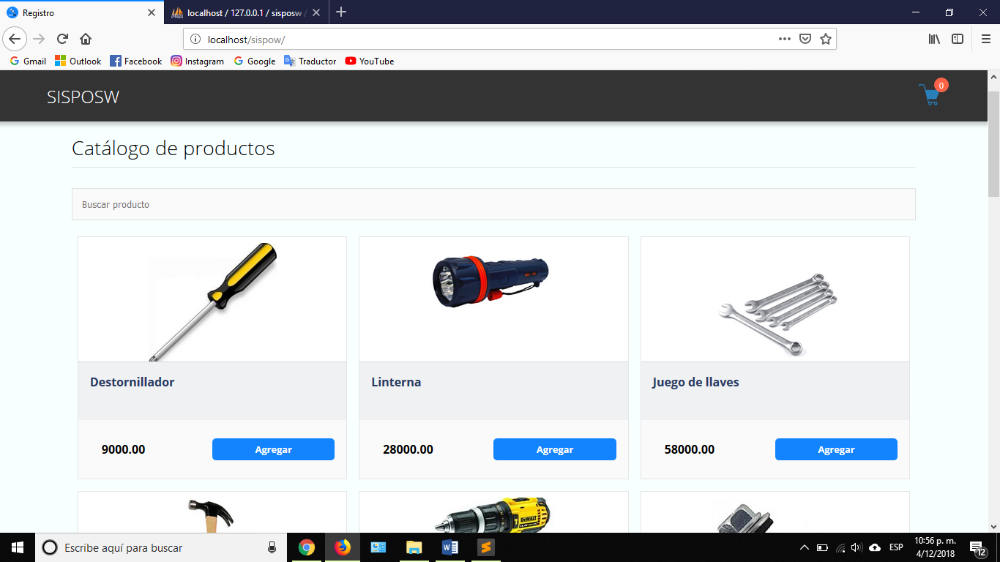 Registro
localhost / 127.0.0.1 / sisposw /
localhost/sispow/
Gmail
Outlook
Facebook
Instagram
Google
Traductor
YouTube
SISPOSW
0
Catálogo de productos
Buscar producto
Destornillador
Linterna
Juego de llaves
9000.00
Agregar
28000.00
Agregar
58000.00
Agregar
DEWALT
Escribe aquí para buscar
ESP
10:56 p. m.
4/12/2018
12